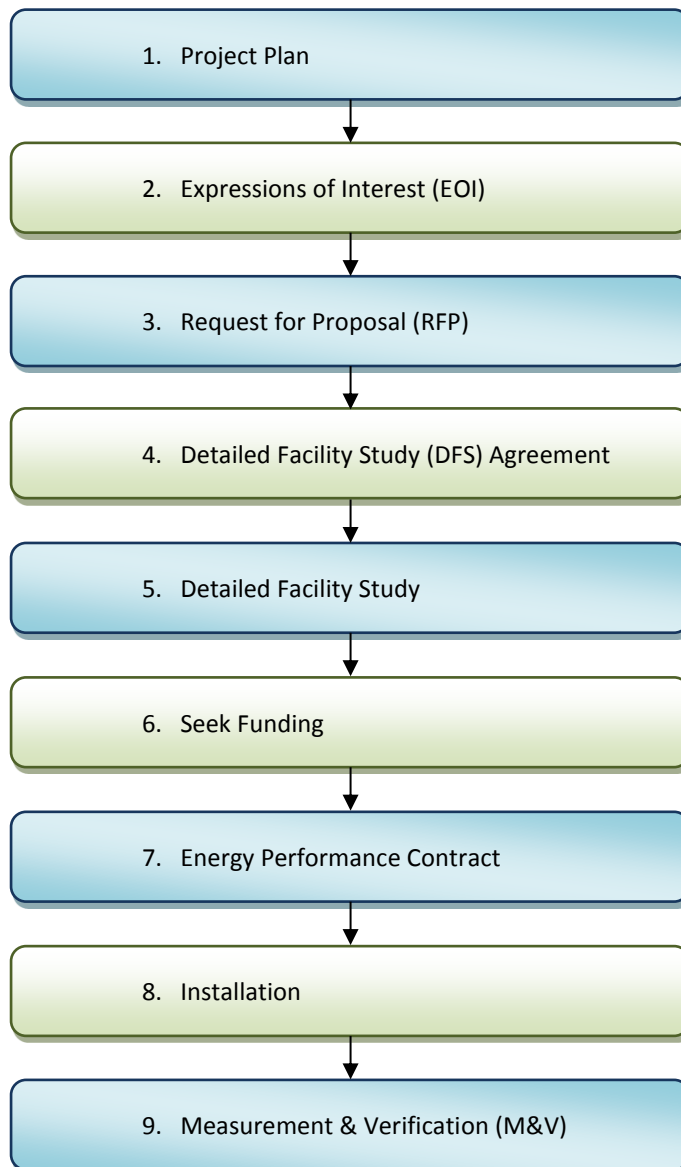 1. Project Plan
2. Expressions of Interest (EOI)
3. Request for Proposal (RFP)
4. Detailed Facility Study (DFS) Agreement
5. Detailed Facility Study
6. Seek Funding
7. Energy Performance Contract
8. Installation
9. Measurement & Verification (M&V)